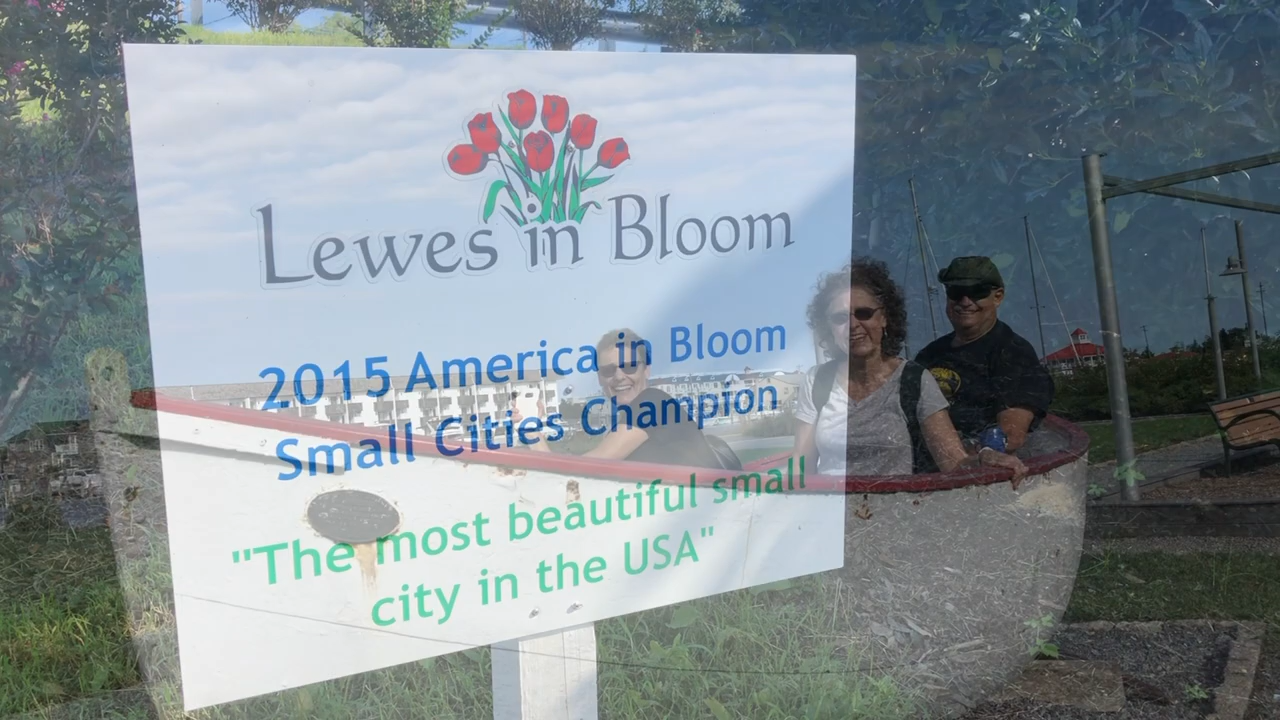 Lewes in Bloom
2015 America in Bloom
Small Cities Champion
"The most beautiful small
city in the USA"